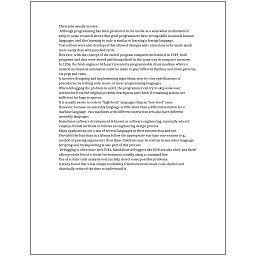 Their jobs usually involve:
Although programming has been presented in the media as a somewhat mathematical
subject, some research shows that good programmers have strong skills in natural human
languages, and that learning to code is similar to learning a foreign language.
Text editors were also developed that allowed changes and corrections to be made much
more easily than with punched cards.
However, with the concept of the stored-program computer introduced in 1949, both
programs and data were stored and manipulated in the same way in computer memory.
In 1206, the Arab engineer Al-Jazari invented a programmable drum machine where a
musical mechanical automaton could be made to play different rhythms and drum patterns,
via pegs and cams.
It involves designing and implementing algorithms, step-by-step specifications of
procedures, by writing code in one or more programming languages.
When debugging the problem in a GUI, the programmer can try to skip some user
interaction from the original problem description and check if remaining actions are
sufficient for bugs to appear.
It is usually easier to code in "high-level" languages than in "low-level" ones.
However, because an assembly language is little more than a different notation for a
machine language, two machines with different instruction sets also have different
assembly languages.
Sometimes software development is known as software engineering, especially when it
employs formal methods or follows an engineering design process.
Many applications use a mix of several languages in their construction and use.
Provided the functions in a library follow the appropriate run-time conventions (e.g.,
method of passing arguments), then these functions may be written in any other language.
Scripting and breakpointing is also part of this process.
Debugging is often done with IDEs. Standalone debuggers like GDB are also used, and these
often provide less of a visual environment, usually using a command line.
Use of a static code analysis tool can help detect some possible problems.
A study found that a few simple readability transformations made code shorter and
drastically reduced the time to understand it.